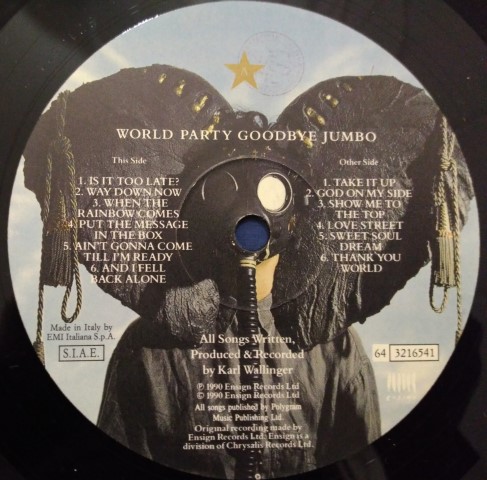 WORLD PARTY GOODBYE JUMBO
This Side
1. IS IT TOO LATE?
2. WAY DOWN NOW
3. WHEN THE
RAINBOW COMES
4. PUT THE MESSAGE
IN THE BOX
5. AIN'T GONNA COME
TILL I'M READY
6. AND I FELL
BACK ALONE
Other Side
1. TAKE IT UP
2. GOD ON MY SIDE
3. SHOW ME TO
THE TOP
4. LOVE STREET
5. SWEET SOUL
DREAM
6. THANK YOU
WORLD
Made in Italy by
EMI Italiana S.p.A.
S.I.A.E.
64 3216541
All Songs Written,
Produced & Recorded
by Karl Wallinger
℗ 1990 Ensign Records Ltd
© 1990 Ensign Records Ltd
All songs published by Polygram
Music Publishing Ltd.
Original recording made by
Ensign Records Ltd. Ensign is a
division of Chrysalis Records Ltd.